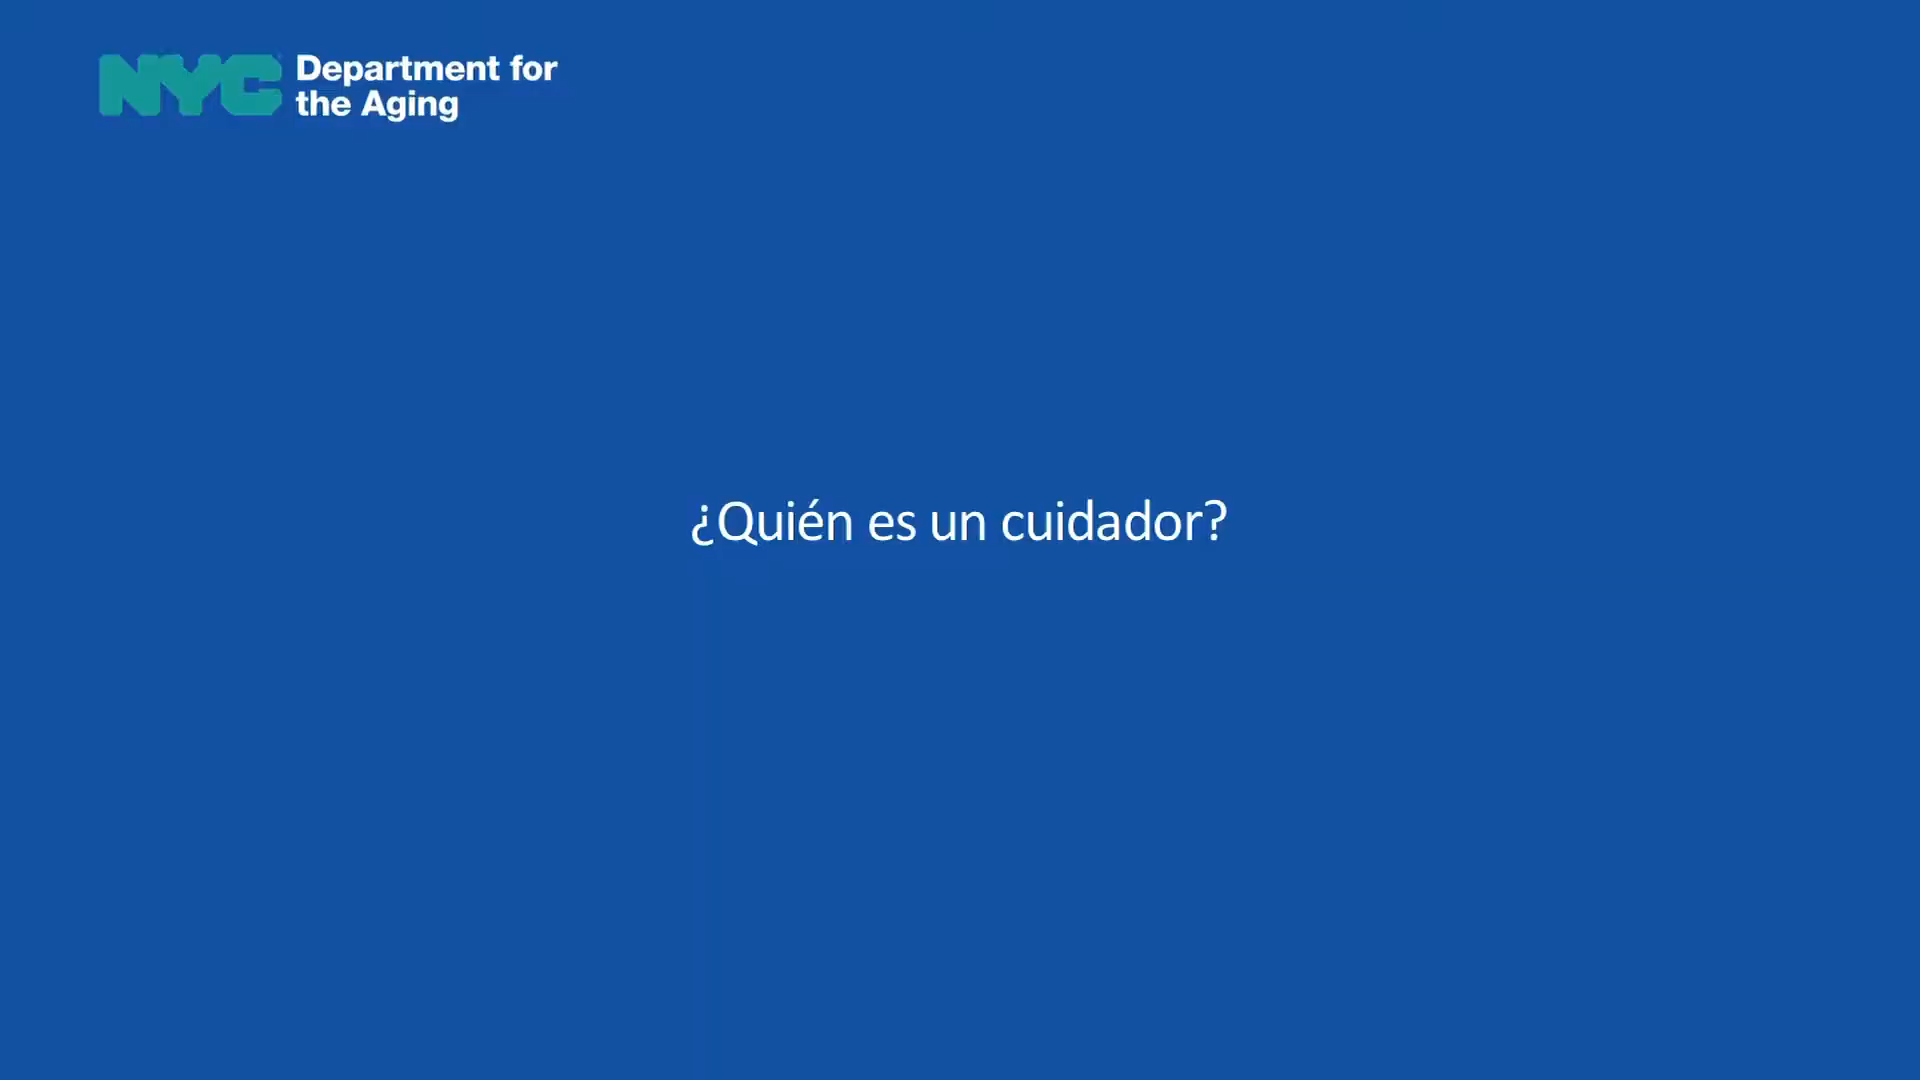 NYC Department for
the Aging
¿Quién es un cuidador?